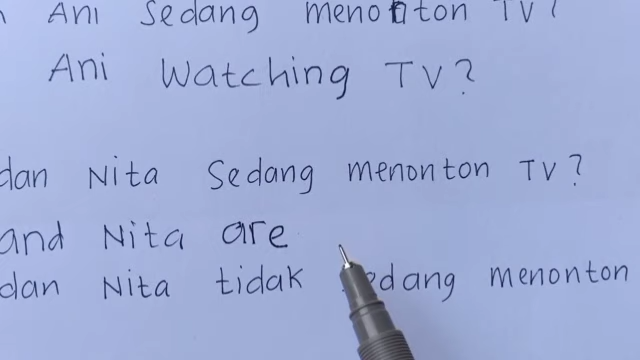 Ani Sedang menonton TV?
Ani Watching TV?
dan Nita Sedang menonton TV?
and Nita are
dan Nita tidak sedang menonton